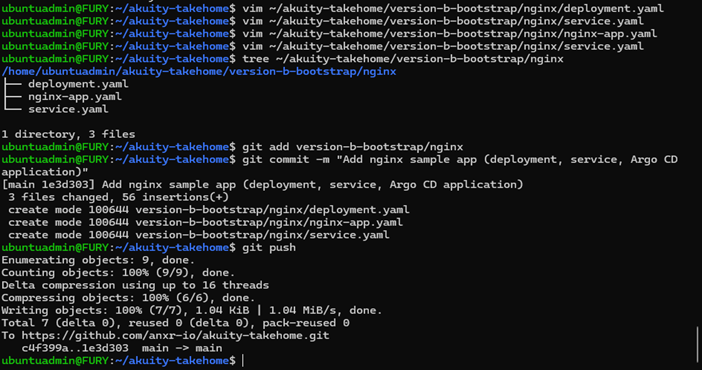 ubuntuadmin@FURY:~/akuity-takehome$ vim ~/akuity-takehome/version-b-bootstrap/nginx/deployment.yaml
ubuntuadmin@FURY:~/akuity-takehome$ vim ~/akuity-takehome/version-b-bootstrap/nginx/service.yaml
ubuntuadmin@FURY:~/akuity-takehome$ vim ~/akuity-takehome/version-b-bootstrap/nginx/nginx-app.yaml
ubuntuadmin@FURY:~/akuity-takehome$ vim ~/akuity-takehome/version-b-bootstrap/nginx/service.yaml
ubuntuadmin@FURY:~/akuity-takehome$ tree ~/akuity-takehome/version-b-bootstrap/nginx
/home/ubuntuadmin/akuity-takehome/version-b-bootstrap/nginx
├── deployment.yaml
├── nginx-app.yaml
└── service.yaml
1 directory, 3 files
ubuntuadmin@FURY:~/akuity-takehome$ git add version-b-bootstrap/nginx
ubuntuadmin@FURY:~/akuity-takehome$ git commit -m "Add nginx sample app (deployment, service, Argo CD
application)"
[main 1e3d303] Add nginx sample app (deployment, service, Argo CD application)
 3 files changed, 56 insertions(+)
 create mode 100644 version-b-bootstrap/nginx/deployment.yaml
 create mode 100644 version-b-bootstrap/nginx/nginx-app.yaml
 create mode 100644 version-b-bootstrap/nginx/service.yaml
ubuntuadmin@FURY:~/akuity-takehome$ git push
Enumerating objects: 9, done.
Counting objects: 100% (9/9), done.
Delta compression using up to 16 threads
Compressing objects: 100% (6/6), done.
Writing objects: 100% (7/7), 1.04 KiB | 1.04 MiB/s, done.
Total 7 (delta 0), reused 0 (delta 0), pack-reused 0
To https://github.com/anxr-io/akuity-takehome.git
   c4f399a..1e3d303  main -> main
ubuntuadmin@FURY:~/akuity-takehome$